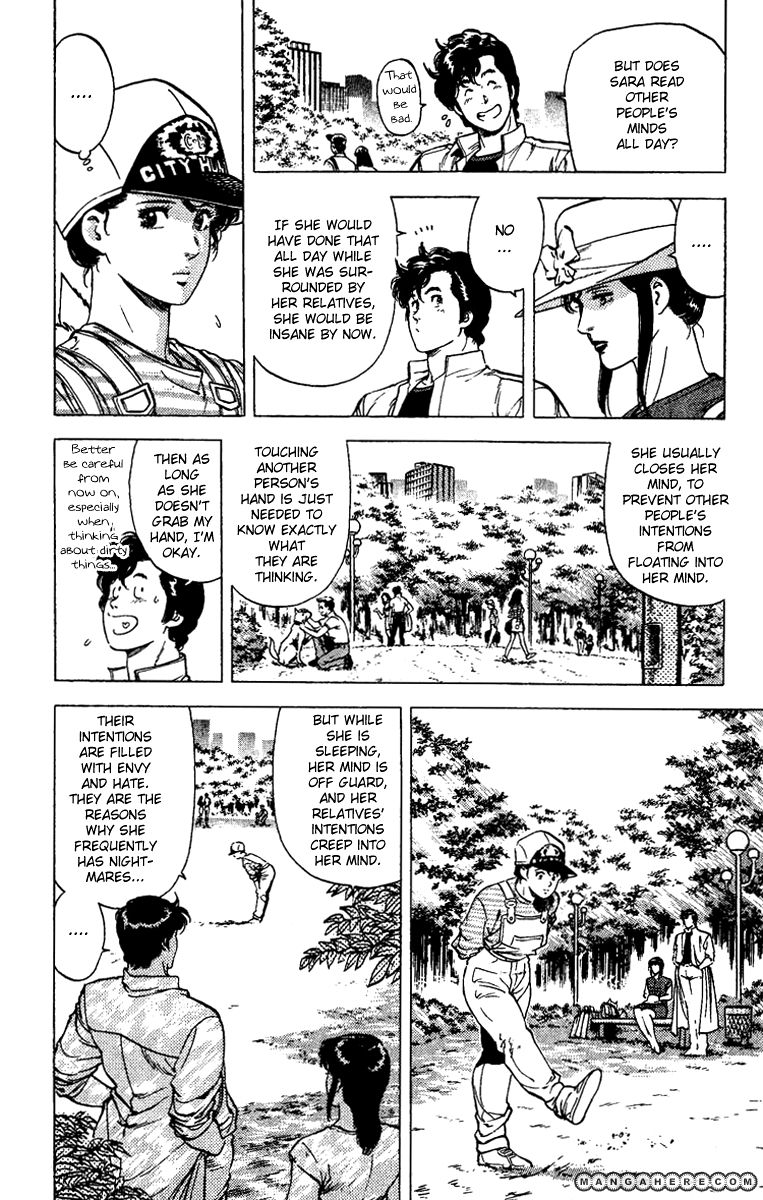 BUT DOES
SARA READ
OTHER
PEOPLE'S
MINDS
ALL DAY?
That
would
be
bad.
....
CITY HUN
....
NO
...
IF SHE WOULD
HAVE DONE THAT
ALL DAY WHILE
SHE WAS SUR-
ROUNDED BY
HER RELATIVES,
SHE WOULD BE
INSANE BY NOW.
SHE USUALLY
CLOSES HER
MIND, TO
PREVENT OTHER
PEOPLE'S
INTENTIONS
FROM
FLOATING INTO
HER MIND.
TOUCHING
ANOTHER
PERSON'S
HAND IS JUST
NEEDED TO
KNOW EXACTLY
WHAT
THEY ARE
THINKING.
THEN AS
LONG
AS SHE
DOESN'T
GRAB MY
HAND, I'M
OKAY.
Better
be careful
from
now on,
especially
when
thinking
about dirty
things...
BUT WHILE
SHE IS
SLEEPING,
HER MIND IS
OFF GUARD,
AND HER
RELATIVES'
INTENTIONS
CREEP INTO
HER MIND.
THEIR
INTENTIONS
ARE FILLED
WITH ENVY
AND HATE.
THEY ARE THE
REASONS
WHY SHE
FREQUENTLY
HAS NIGHT-
MARES...
....
MANGAHERE.COM